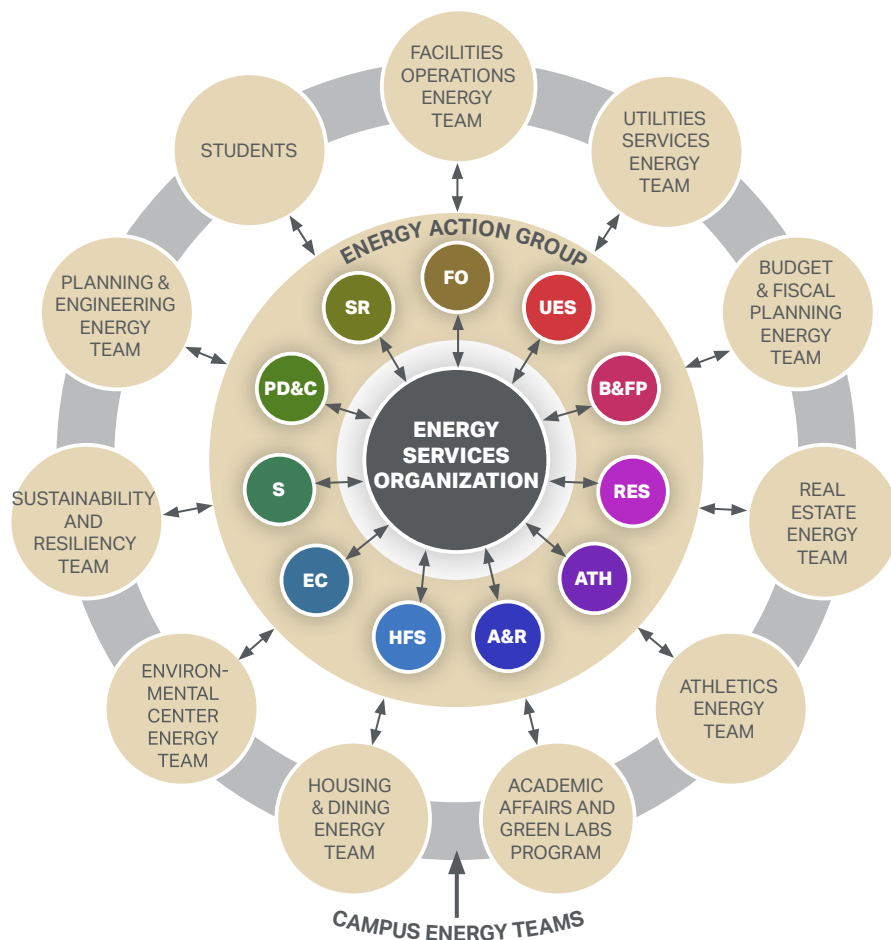 FACILITIES
OPERATIONS
ENERGY
TEAM
UTILITIES
SERVICES
ENERGY
TEAM
BUDGET
& FISCAL
PLANNING
ENERGY
TEAM
REAL
ESTATE
ENERGY
TEAM
ATHLETICS
ENERGY
TEAM
ACADEMIC
AFFAIRS AND
GREEN LABS
PROGRAM
HOUSING
& DINING
ENERGY
TEAM
ENVIRON-
MENTAL
CENTER
ENERGY
TEAM
SUSTAINABILITY
AND
RESILIENCY
TEAM
PLANNING &
ENGINEERING
ENERGY
TEAM
STUDENTS
ENERGY ACTION GROUP
FO
UES
B&FP
RES
ATH
A&R
HFS
EC
S
PD&C
SR
ENERGY
SERVICES
ORGANIZATION
CAMPUS ENERGY TEAMS